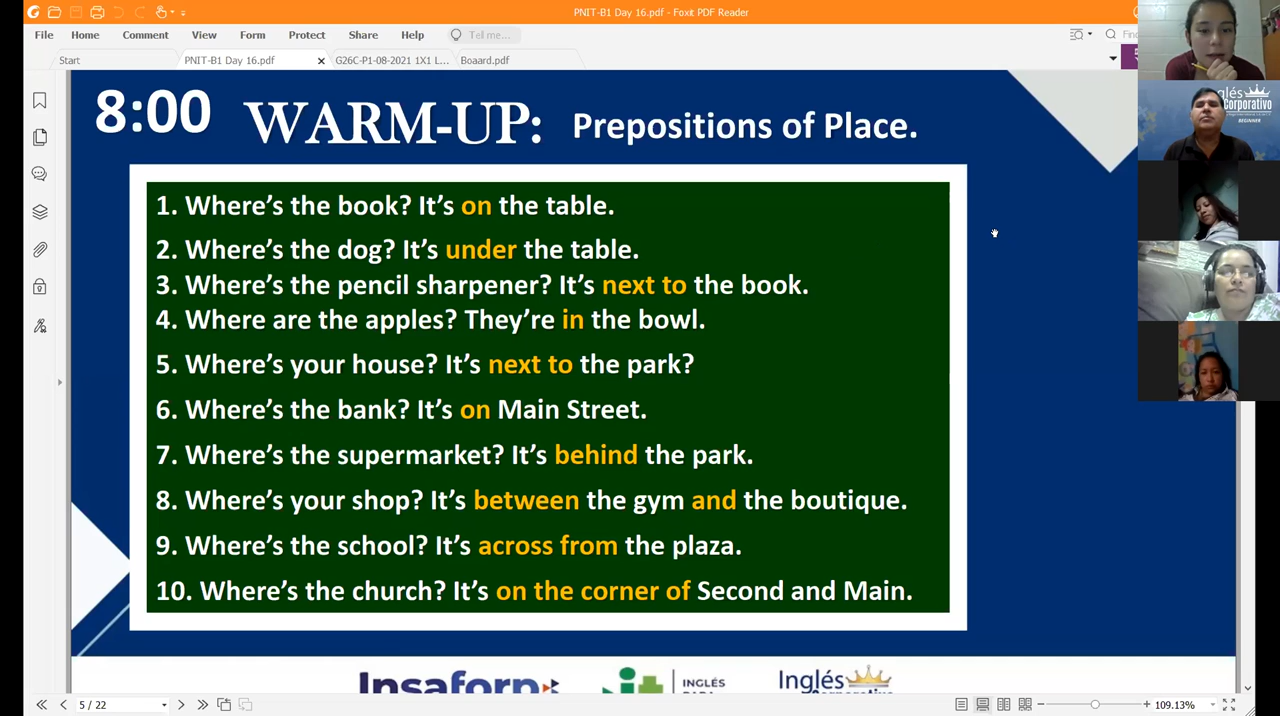 PNIT-B1 Day 16.pdf - Foxit PDF Reader
File Home Comment View Form Protect Share Help Tell me... Find
Start PNIT-B1 Day 16.pdf G26C-P1-08-2021 1X1 L... Boaard.pdf
8:00 WARM-UP: Prepositions of Place.
1. Where’s the book? It’s on the table.
2. Where’s the dog? It’s under the table.
3. Where’s the pencil sharpener? It’s next to the book.
4. Where are the apples? They’re in the bowl.
5. Where’s your house? It’s next to the park?
6. Where’s the bank? It’s on Main Street.
7. Where’s the supermarket? It’s behind the park.
8. Where’s your shop? It’s between the gym and the boutique.
9. Where’s the school? It’s across from the plaza.
10. Where’s the church? It’s on the corner of Second and Main.
Insaforp
INGLÉS
Inglés
Corporativo
5 / 22
109.13%
Inglés
Corporativo
BEGINNER